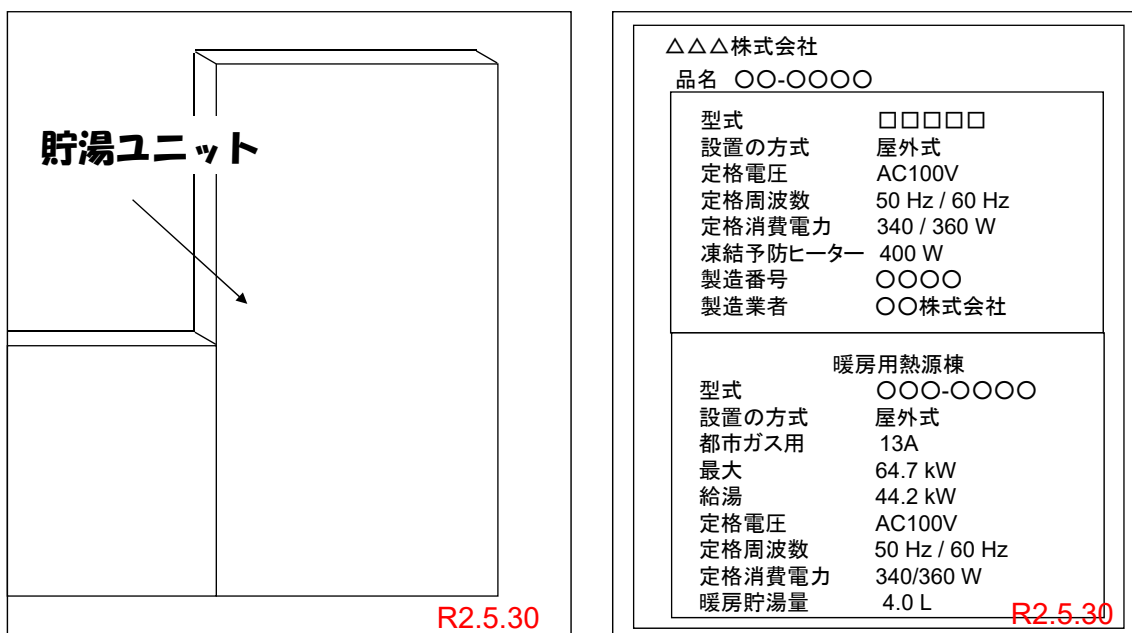 貯湯ユニット
R2.5.30
△△△株式会社
品名 〇〇-〇〇〇〇
型式 □□□□□
設置の方式 屋外式
定格電圧 AC100V
定格周波数 50 Hz / 60 Hz
定格消費電力 340 / 360 W
凍結予防ヒーター 400 W
製造番号 〇〇〇〇
製造業者 〇〇株式会社
暖房用熱源棟
型式 〇〇〇-〇〇〇〇
設置の方式 屋外式
都市ガス用 13A
最大 64.7 kW
給湯 44.2 kW
定格電圧 AC100V
定格周波数 50 Hz / 60 Hz
定格消費電力 340/360 W
暖房貯湯量 4.0 L
R2.5.30